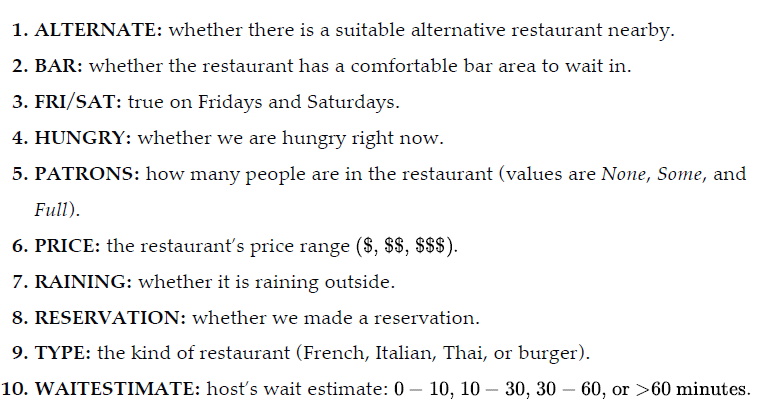 1. ALTERNATE: whether there is a suitable alternative restaurant nearby.
2. BAR: whether the restaurant has a comfortable bar area to wait in.
3. FRI/SAT: true on Fridays and Saturdays.
4. HUNGRY: whether we are hungry right now.
5. PATRONS: how many people are in the restaurant (values are None, Some, and
Full).
6. PRICE: the restaurant's price range ($, $$, $$$).
7. RAINING: whether it is raining outside.
8. RESERVATION: whether we made a reservation.
9. TYPE: the kind of restaurant (French, Italian, Thai, or burger).
10. WAITESTIMATE: host's wait estimate: 0 – 10, 10 – 30, 30 – 60, or >60 minutes.